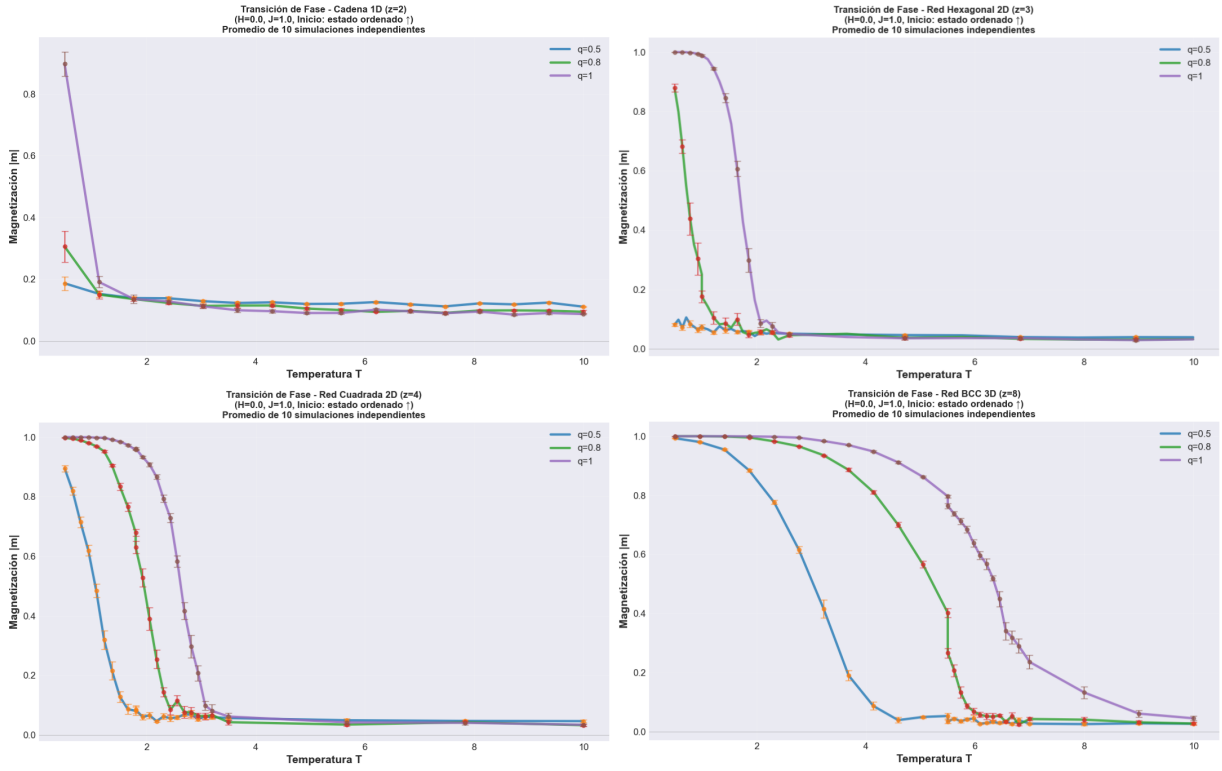 Transición de Fase - Cadena 1D (z=2)
(H=0.0, J=1.0, Inicio: estado ordenado ↑)
Promedio de 10 simulaciones independientes
q=0.5
q=0.8
q=1
Magnetización |m|
0.8
0.6
0.4
0.2
0.0
2
4
6
8
10
Temperatura T
Transición de Fase - Red Hexagonal 2D (z=3)
(H=0.0, J=1.0, Inicio: estado ordenado ↑)
Promedio de 10 simulaciones independientes
q=0.5
q=0.8
q=1
Magnetización |m|
1.0
0.8
0.6
0.4
0.2
0.0
2
4
6
8
10
Temperatura T
Transición de Fase - Red Cuadrada 2D (z=4)
(H=0.0, J=1.0, Inicio: estado ordenado ↑)
Promedio de 10 simulaciones independientes
q=0.5
q=0.8
q=1
Magnetización |m|
1.0
0.8
0.6
0.4
0.2
0.0
2
4
6
8
10
Temperatura T
Transición de Fase - Red BCC 3D (z=8)
(H=0.0, J=1.0, Inicio: estado ordenado ↑)
Promedio de 10 simulaciones independientes
q=0.5
q=0.8
q=1
Magnetización |m|
1.0
0.8
0.6
0.4
0.2
0.0
2
4
6
8
10
Temperatura T